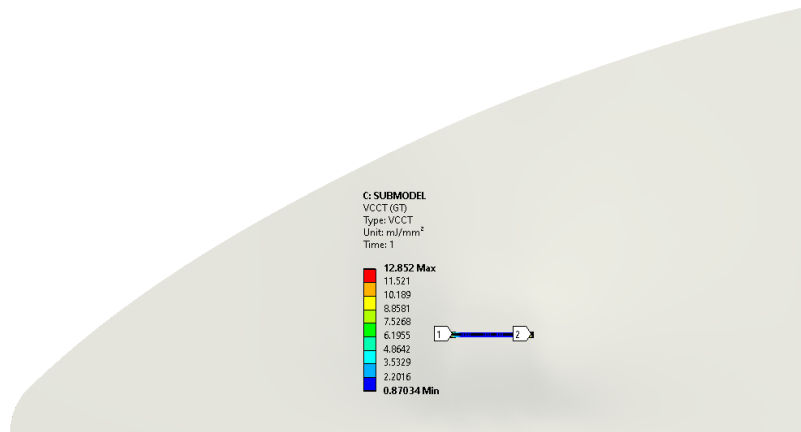 C: SUBMODEL
VCCT (GT)
Type: VCCT
Unit: mJ/mm²
Time: 1
12.852 Max
11.521
10.189
8.8581
7.5268
6.1955
4.8642
3.5329
2.2016
0.87034 Min
1
2